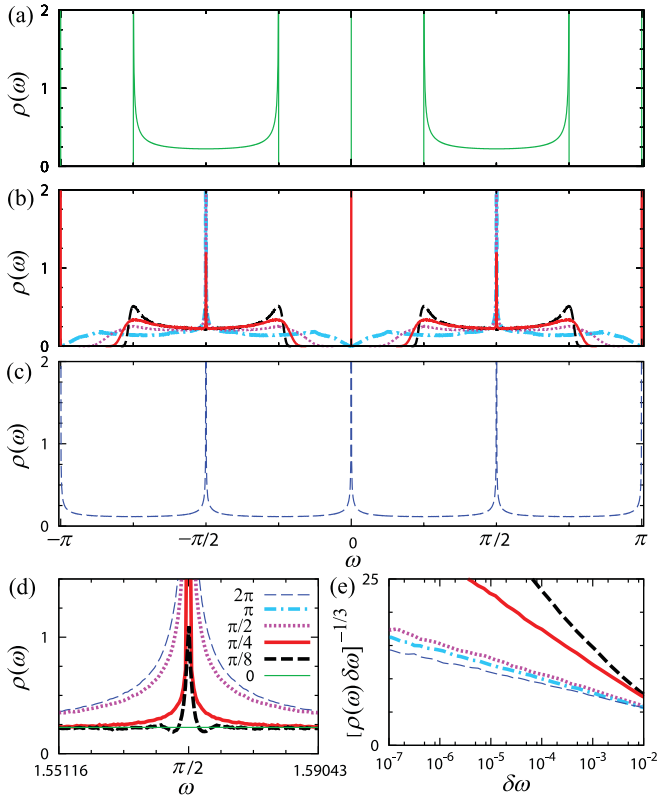 (a)
2
1
0
ρ(ω)
(b)
2
1
0
ρ(ω)
(c)
2
1
0
ρ(ω)
−π
−π/2
0
π/2
π
ω
(d)
1
0
ρ(ω)
2π
π
π/2
π/4
π/8
0
1.55116
π/2
1.59043
ω
(e)
25
0
[ρ(ω) δω]^{−1/3}
10^{-7}
10^{-6}
10^{-5}
10^{-4}
10^{-3}
10^{-2}
δω